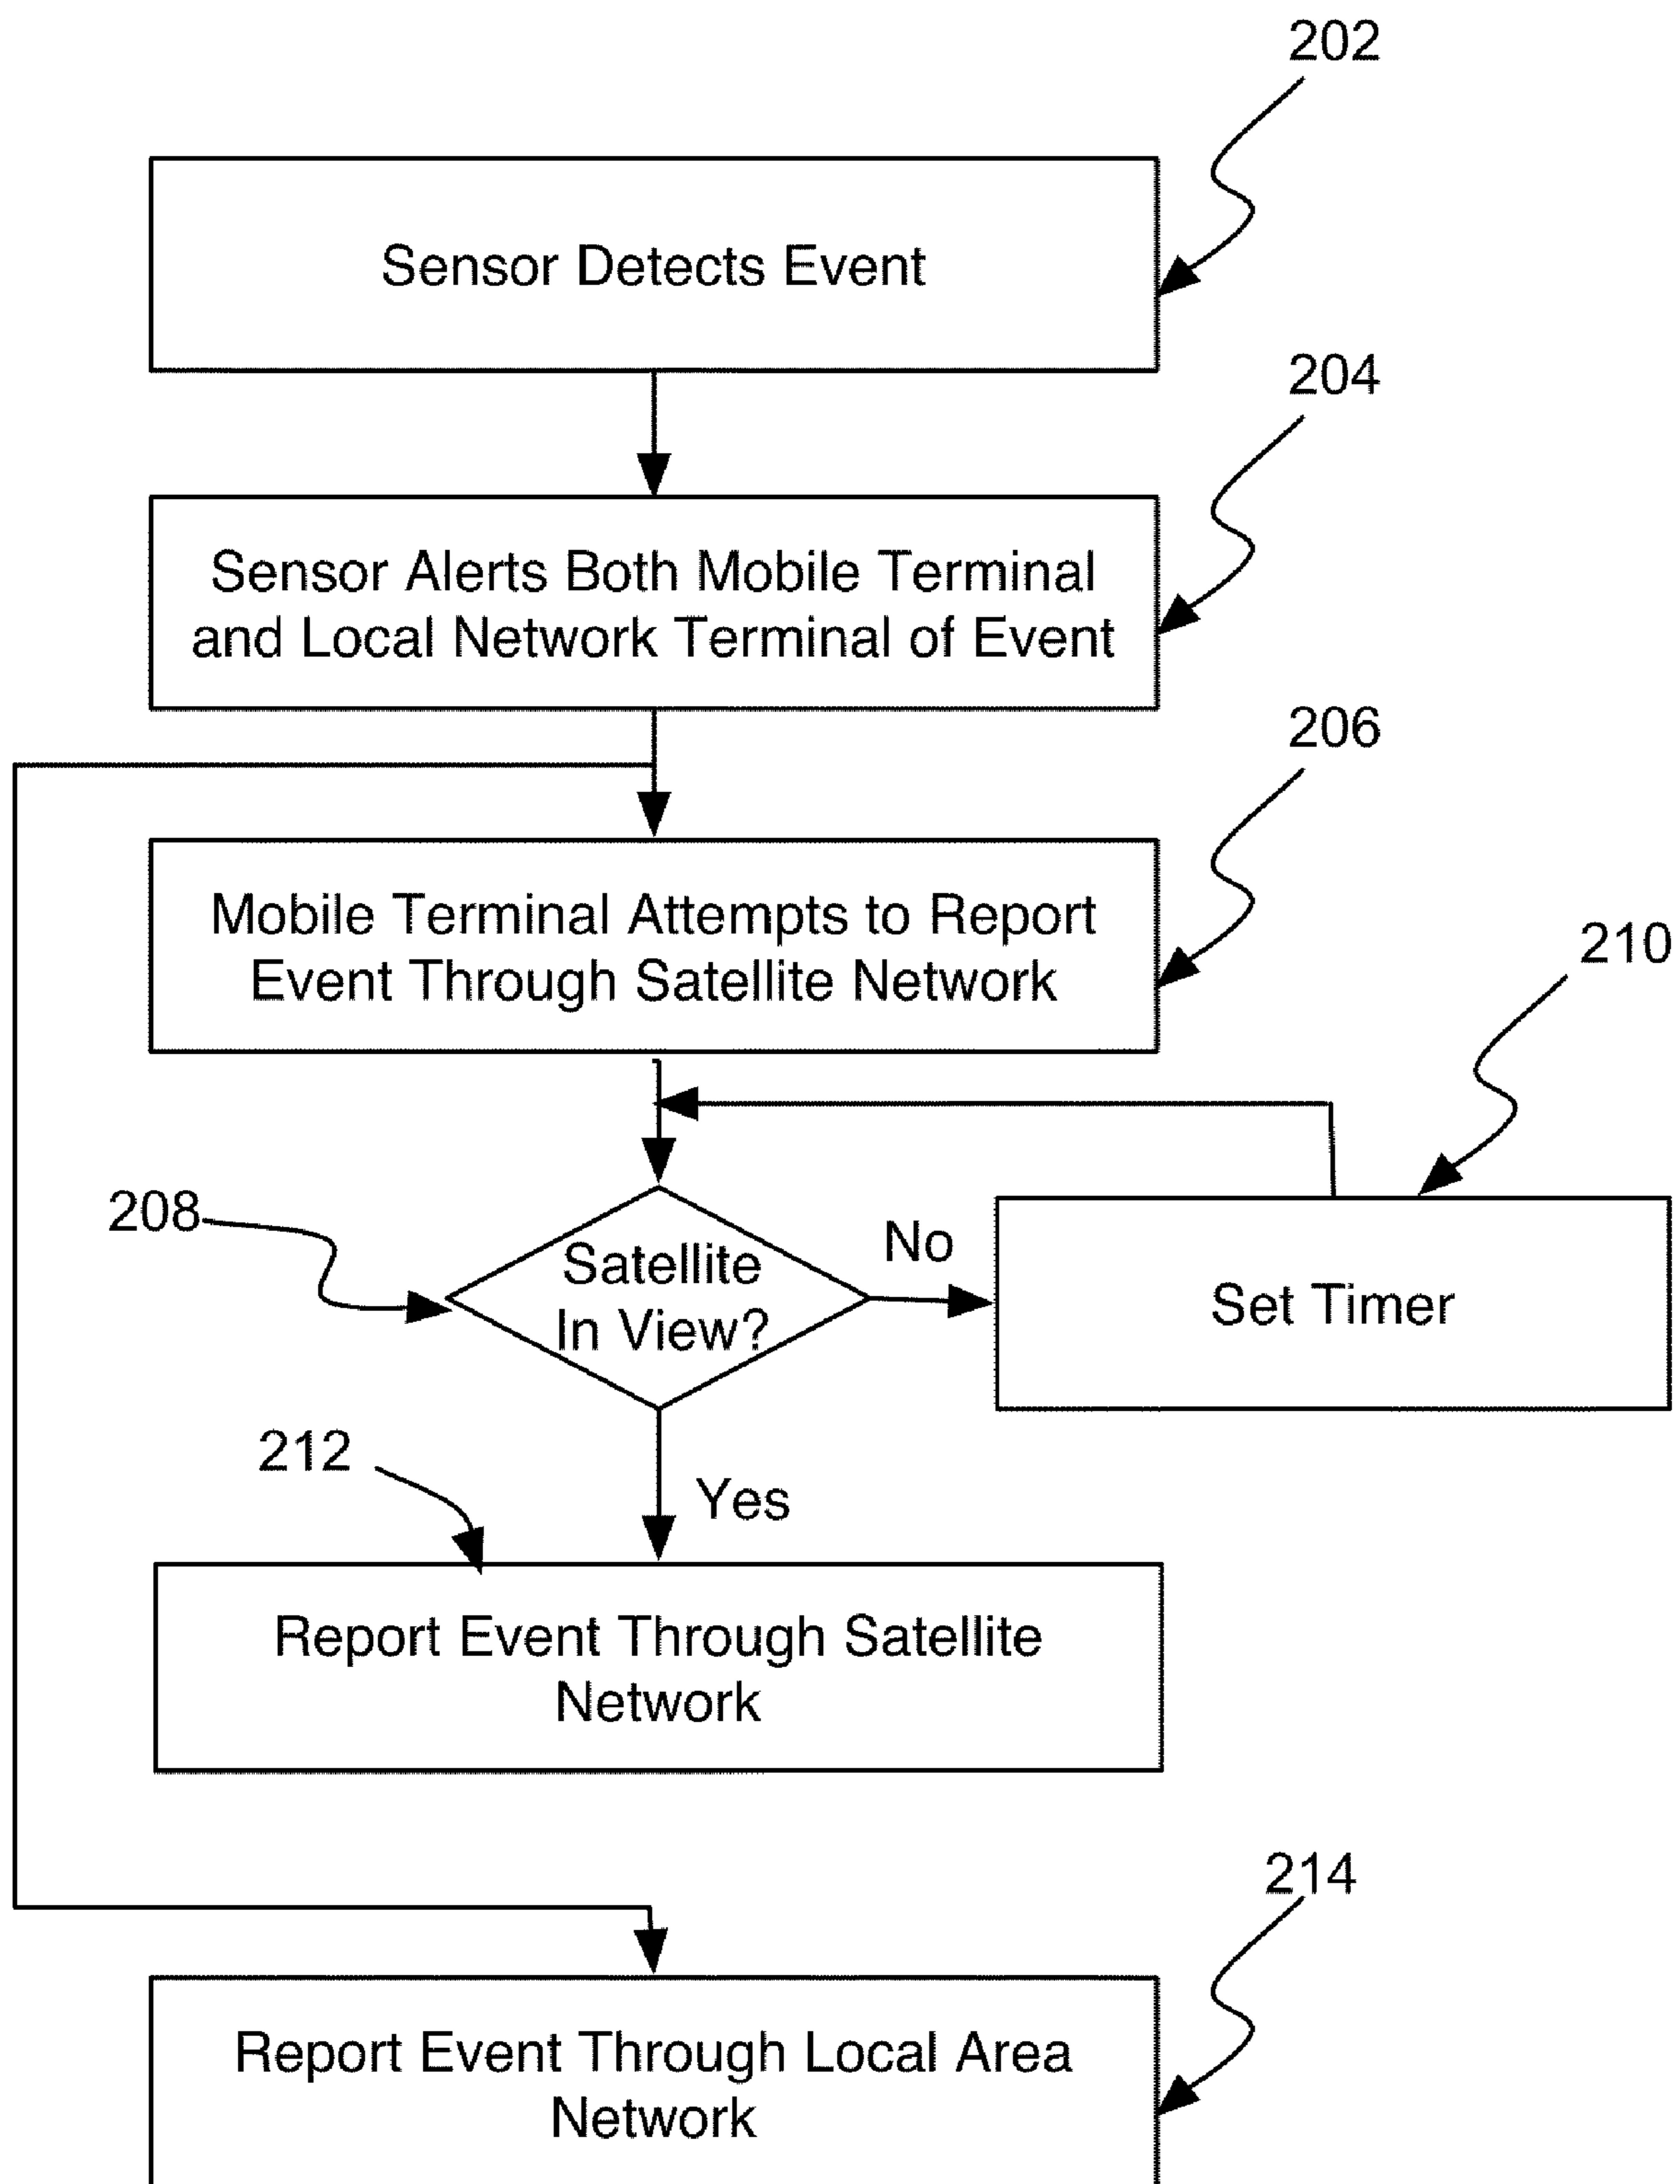 202
Sensor Detects Event
204
Sensor Alerts Both Mobile Terminal
and Local Network Terminal of Event
206
Mobile Terminal Attempts to Report
Event Through Satellite Network
210
208
Satellite
In View?
No
Set Timer
212
Yes
Report Event Through Satellite
Network
214
Report Event Through Local Area
Network